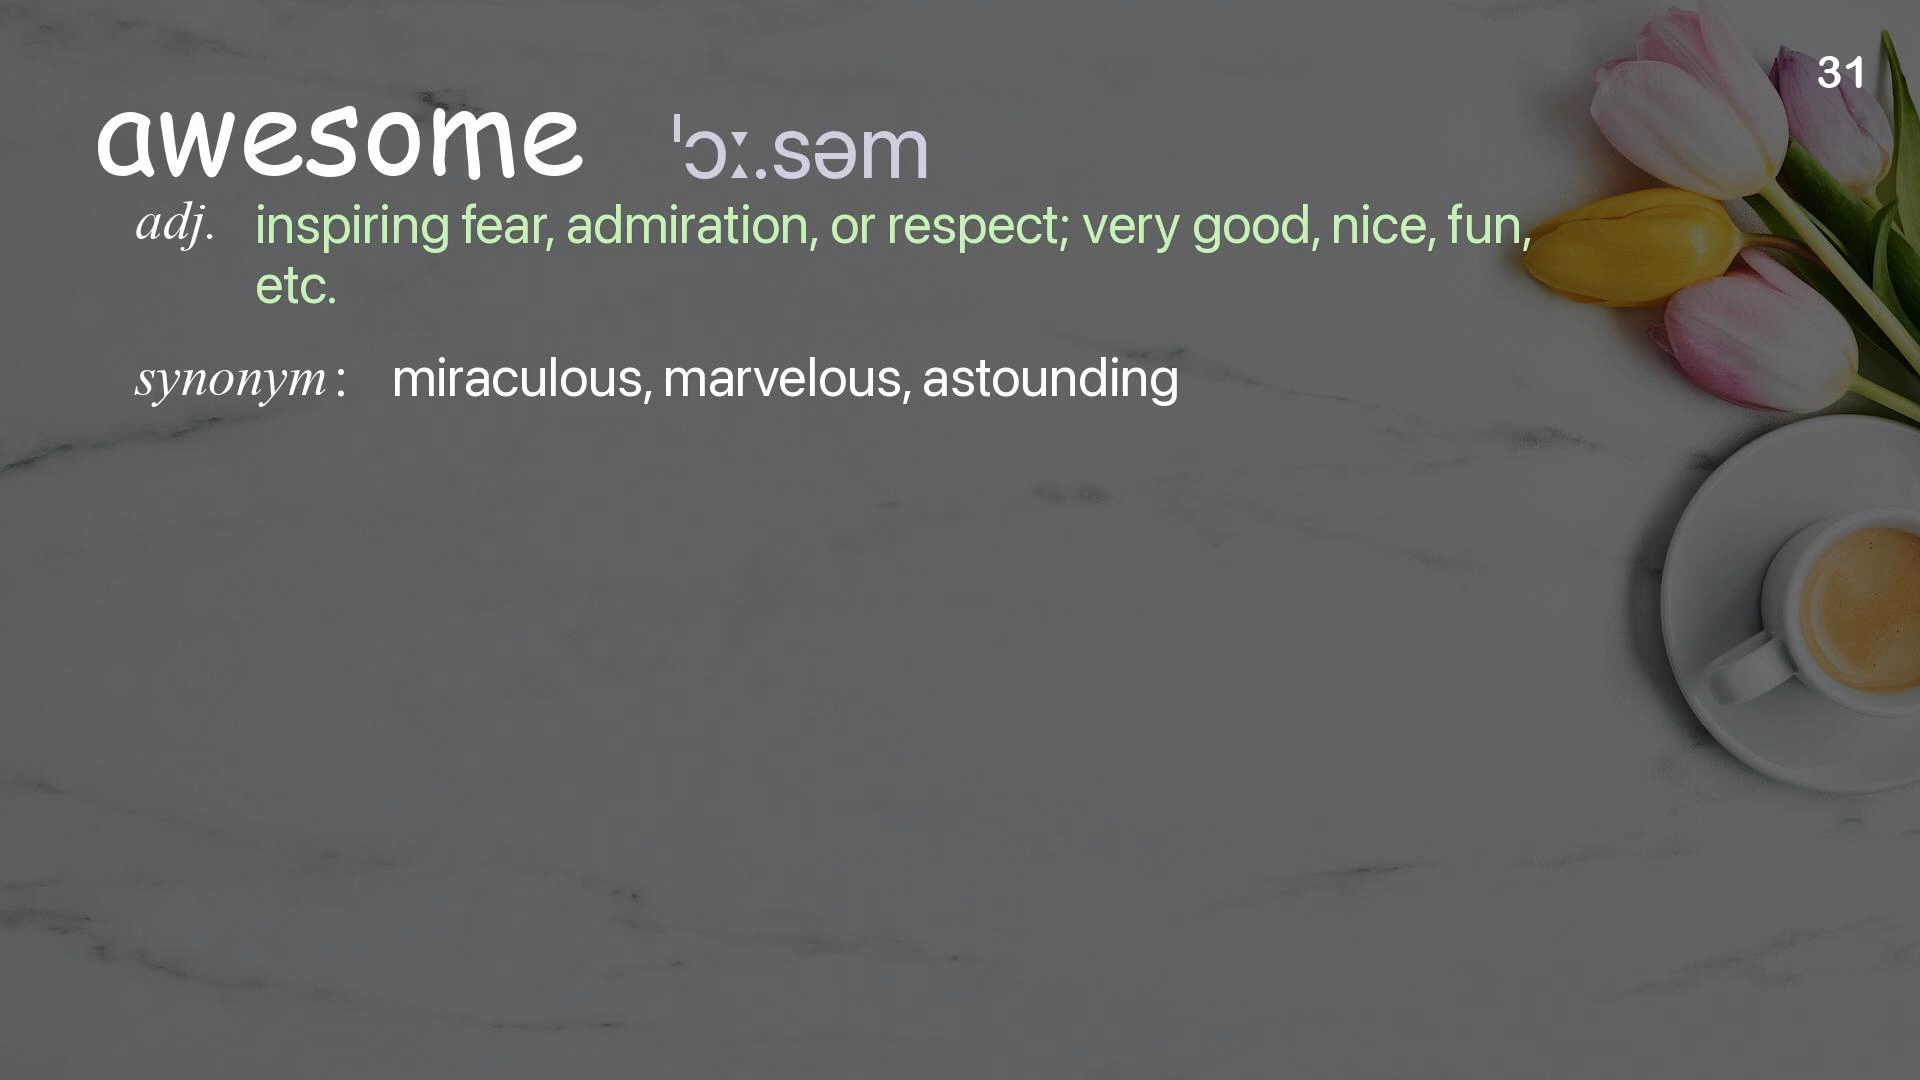 31
awesome ˈɔː.səm
adj. inspiring fear, admiration, or respect; very good, nice, fun,
etc.
synonym : miraculous, marvelous, astounding